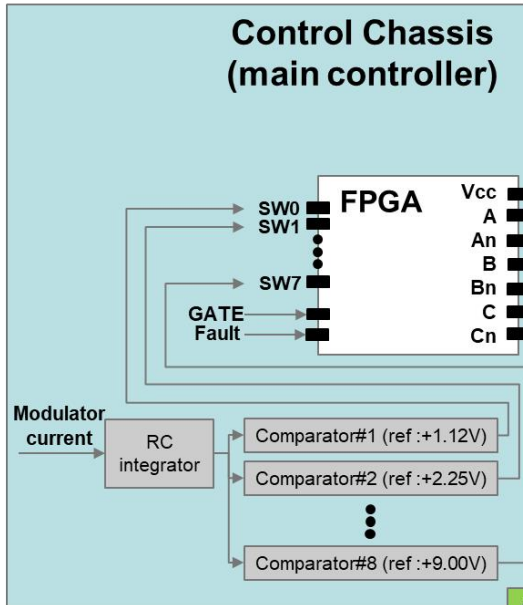 Control Chassis
(main controller)
FPGA
SW0
SW1
SW7
GATE
Fault
Vcc
A
An
B
Bn
C
Cn
Modulator
current
RC
integrator
Comparator#1 (ref :+1.12V)
Comparator#2 (ref :+2.25V)
Comparator#8 (ref :+9.00V)